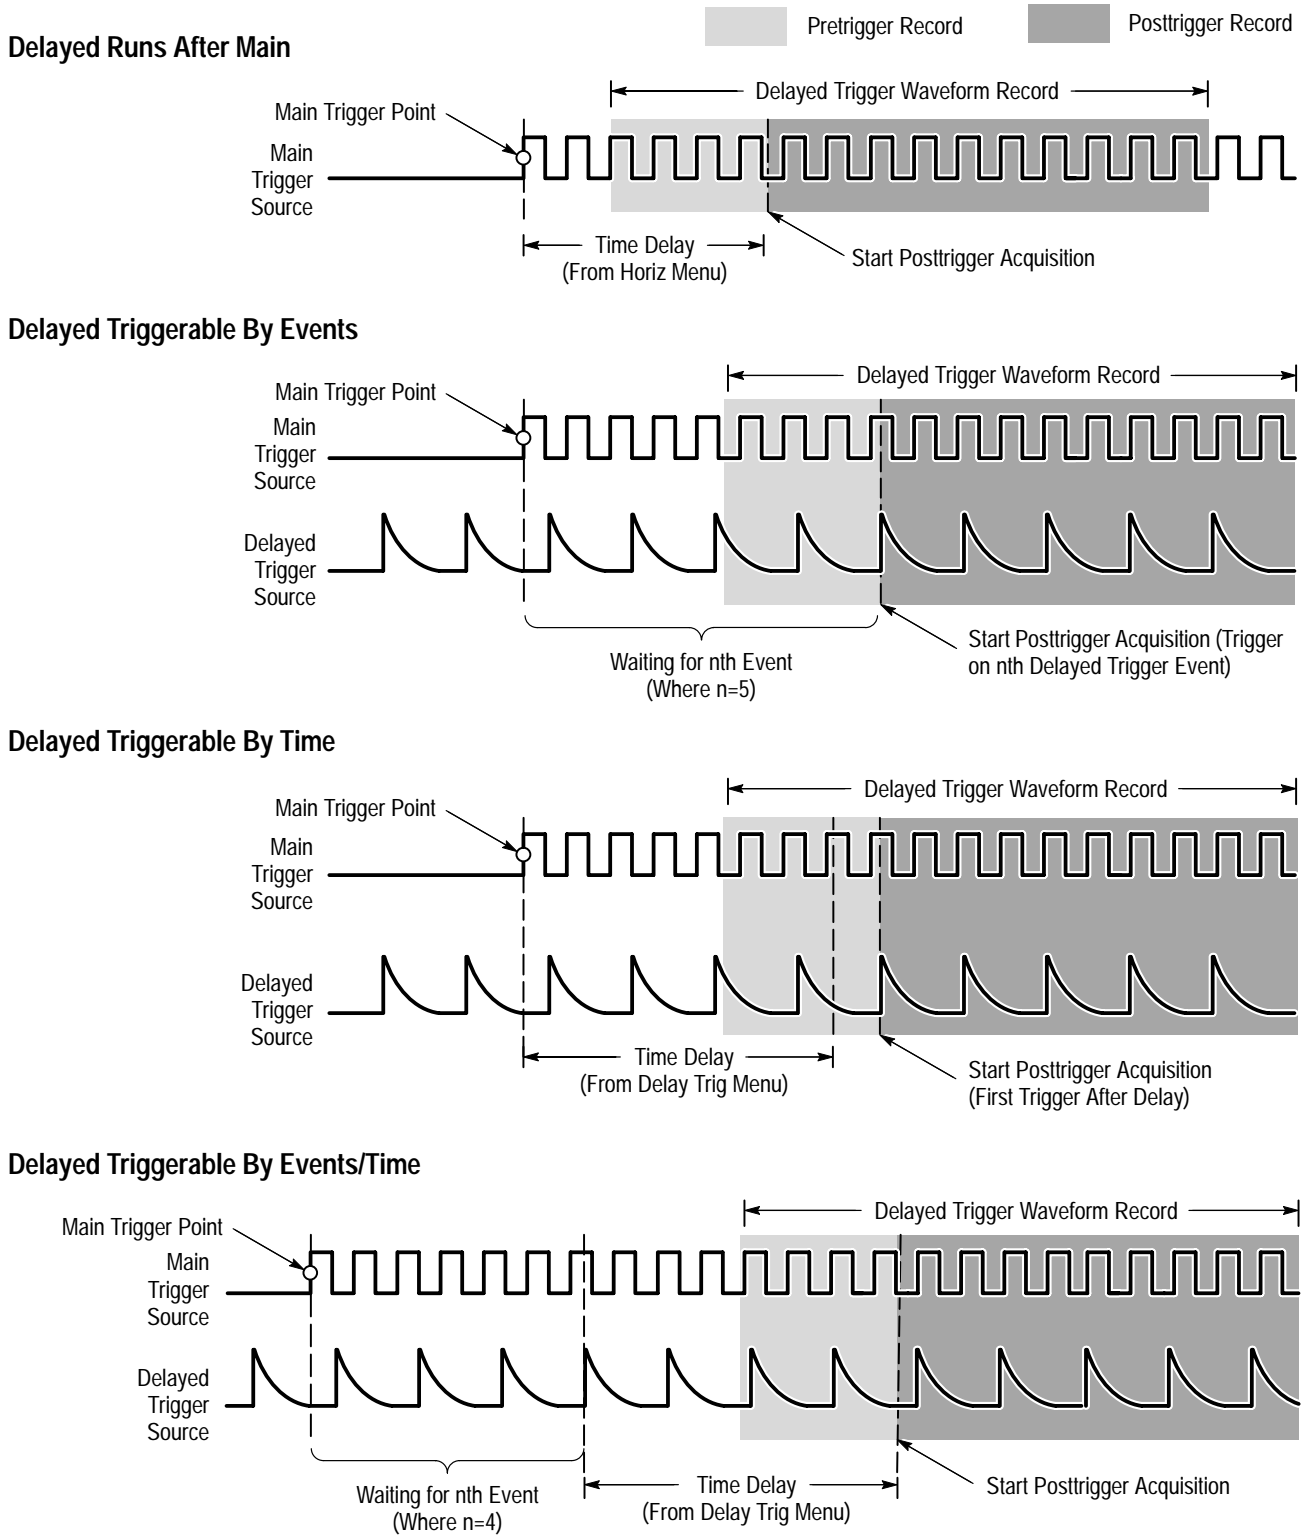 Pretrigger Record
Posttrigger Record
Delayed Runs After Main
Delayed Trigger Waveform Record
Main Trigger Point
Main
Trigger
Source
Time Delay
(From Horiz Menu)
Start Posttrigger Acquisition
Delayed Triggerable By Events
Delayed Trigger Waveform Record
Main Trigger Point
Main
Trigger
Source
Delayed
Trigger
Source
Waiting for nth Event
(Where n=5)
Start Posttrigger Acquisition (Trigger
on nth Delayed Trigger Event)
Delayed Triggerable By Time
Delayed Trigger Waveform Record
Main Trigger Point
Main
Trigger
Source
Delayed
Trigger
Source
Time Delay
(From Delay Trig Menu)
Start Posttrigger Acquisition
(First Trigger After Delay)
Delayed Triggerable By Events/Time
Delayed Trigger Waveform Record
Main Trigger Point
Main
Trigger
Source
Delayed
Trigger
Source
Waiting for nth Event
(Where n=4)
Time Delay
(From Delay Trig Menu)
Start Posttrigger Acquisition